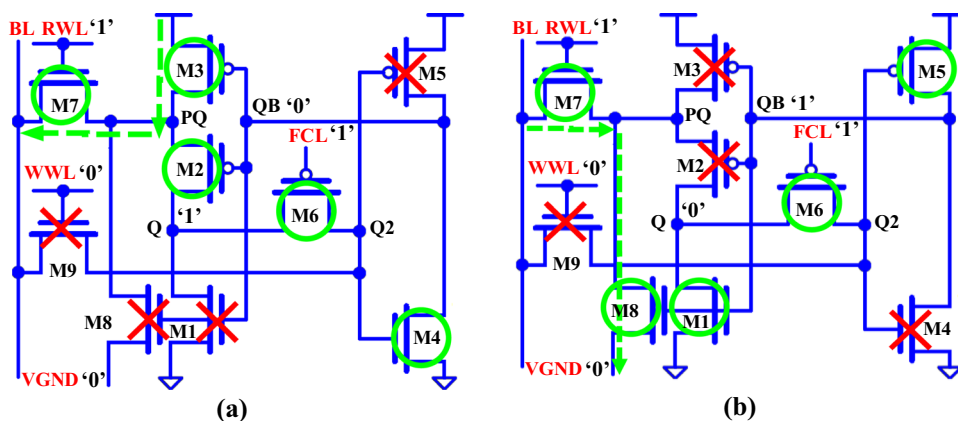 BL RWL ‘1’
M3
M5
M7
PQ
QB ‘0’
FCL ‘1’
M2
WWL ‘0’
‘1’
M6
Q
Q2
M9
M8
M1
M4
VGND ‘0’
(a)
BL RWL ‘1’
M3
M5
M7
PQ
QB ‘1’
FCL ‘1’
M2
WWL ‘0’
‘0’
M6
Q
Q2
M9
M8
M1
M4
VGND ‘0’
(b)